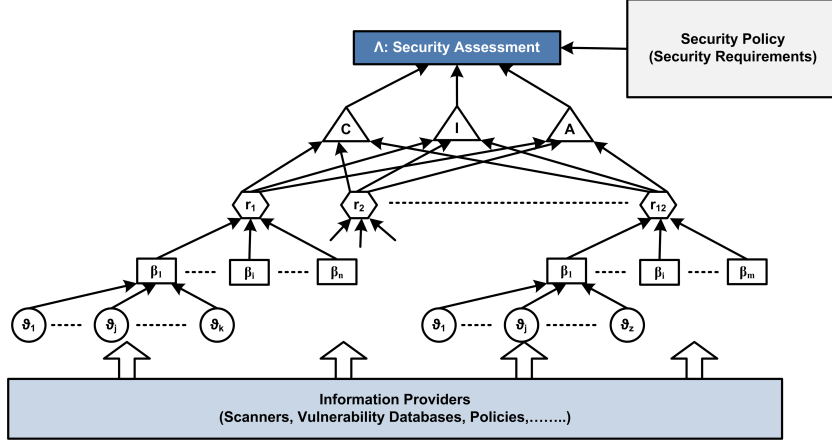 Λ: Security Assessment
Security Policy
(Security Requirements)
C I A
r1 r2 r12
β1 βi βn β1 βi βm
ϑ1 ϑj ϑk ϑ1 ϑj ϑz
Information Providers
(Scanners, Vulnerability Databases, Policies,........)